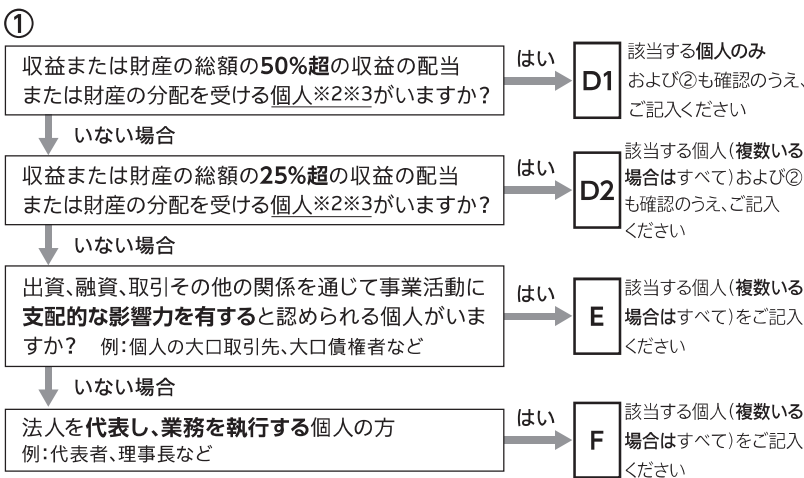 ①
収益または財産の総額の50%超の収益の配当
または財産の分配を受ける個人※2※3がいますか？
はい
D1
該当する個人のみ
および②も確認のうえ、
ご記入ください
いない場合
収益または財産の総額の25%超の収益の配当
または財産の分配を受ける個人※2※3がいますか？
はい
D2
該当する個人（複数いる
場合はすべて）および②
も確認のうえ、ご記入
ください
いない場合
出資、融資、取引その他の関係を通じて事業活動に
支配的な影響力を有すると認められる個人がいま
すか？　例：個人の大口取引先、大口債権者など
はい
E
該当する個人（複数いる
場合はすべて）をご記入
ください
いない場合
法人を代表し、業務を執行する個人の方
例：代表者、理事長など
はい
F
該当する個人（複数いる
場合はすべて）をご記入
ください